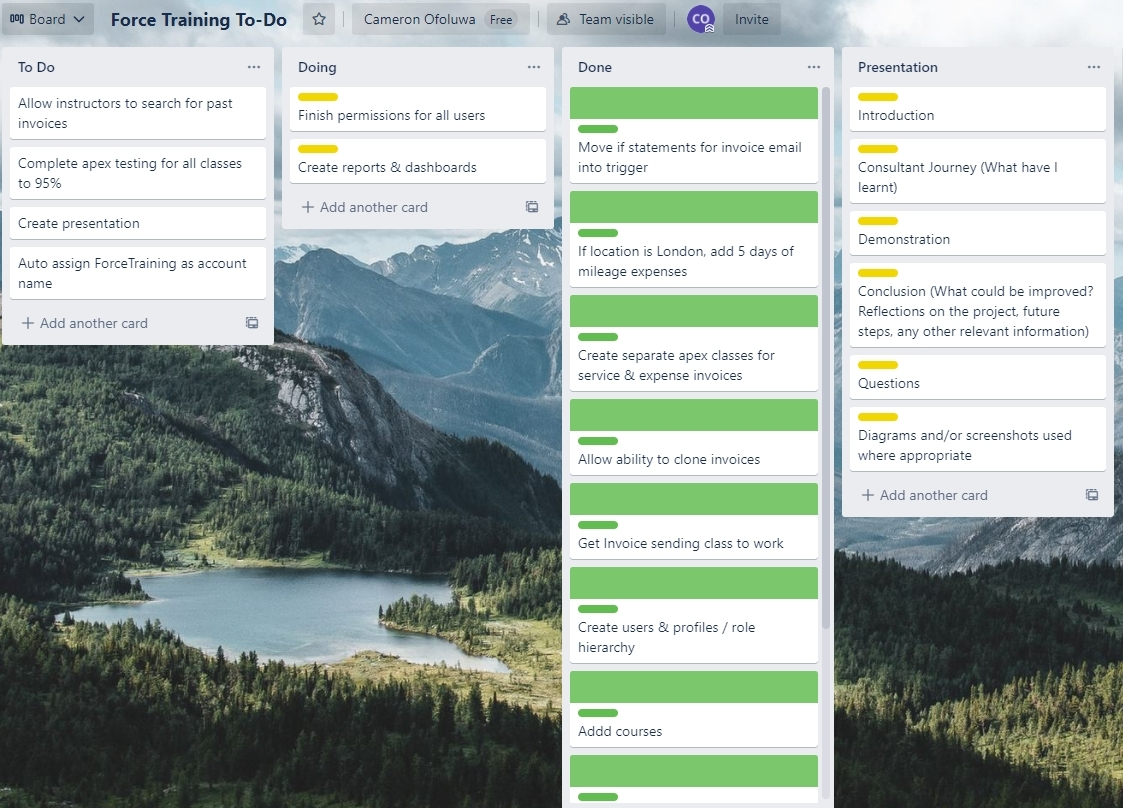 Board
Force Training To-Do
Cameron Ofoluwa Free
Team visible
CO
Invite
To Do
Allow instructors to search for past
invoices
Complete apex testing for all classes
to 95%
Create presentation
Auto assign ForceTraining as account
name
+ Add another card
Doing
Finish permissions for all users
Create reports & dashboards
+ Add another card
Done
Move if statements for invoice email
into trigger
If location is London, add 5 days of
mileage expenses
Create separate apex classes for
service & expense invoices
Allow ability to clone invoices
Get Invoice sending class to work
Create users & profiles / role
hierarchy
Addd courses
Presentation
Introduction
Consultant Journey (What have I
learnt)
Demonstration
Conclusion (What could be improved?
Reflections on the project, future
steps, any other relevant information)
Questions
Diagrams and/or screenshots used
where appropriate
+ Add another card